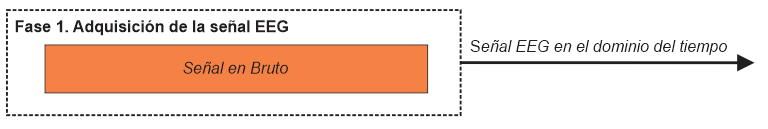 Fase 1. Adquisición de la señal EEG
Señal en Bruto
Señal EEG en el dominio del tiempo